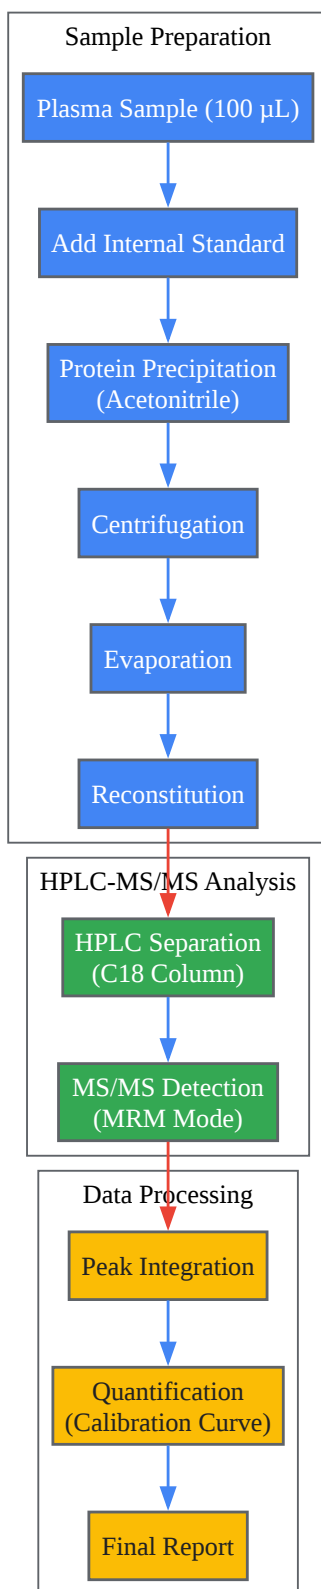 Sample Preparation
Plasma Sample (100 µL)
Add Internal Standard
Protein Precipitation
(Acetonitrile)
Centrifugation
Evaporation
Reconstitution
HPLC-MS/MS Analysis
HPLC Separation
(C18 Column)
MS/MS Detection
(MRM Mode)
Data Processing
Peak Integration
Quantification
(Calibration Curve)
Final Report